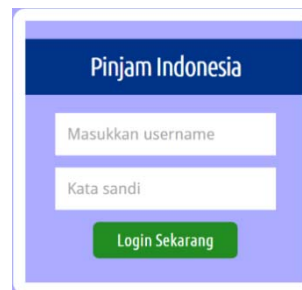 Pinjam Indonesia
Masukkan username
Kata sandi
Login Sekarang